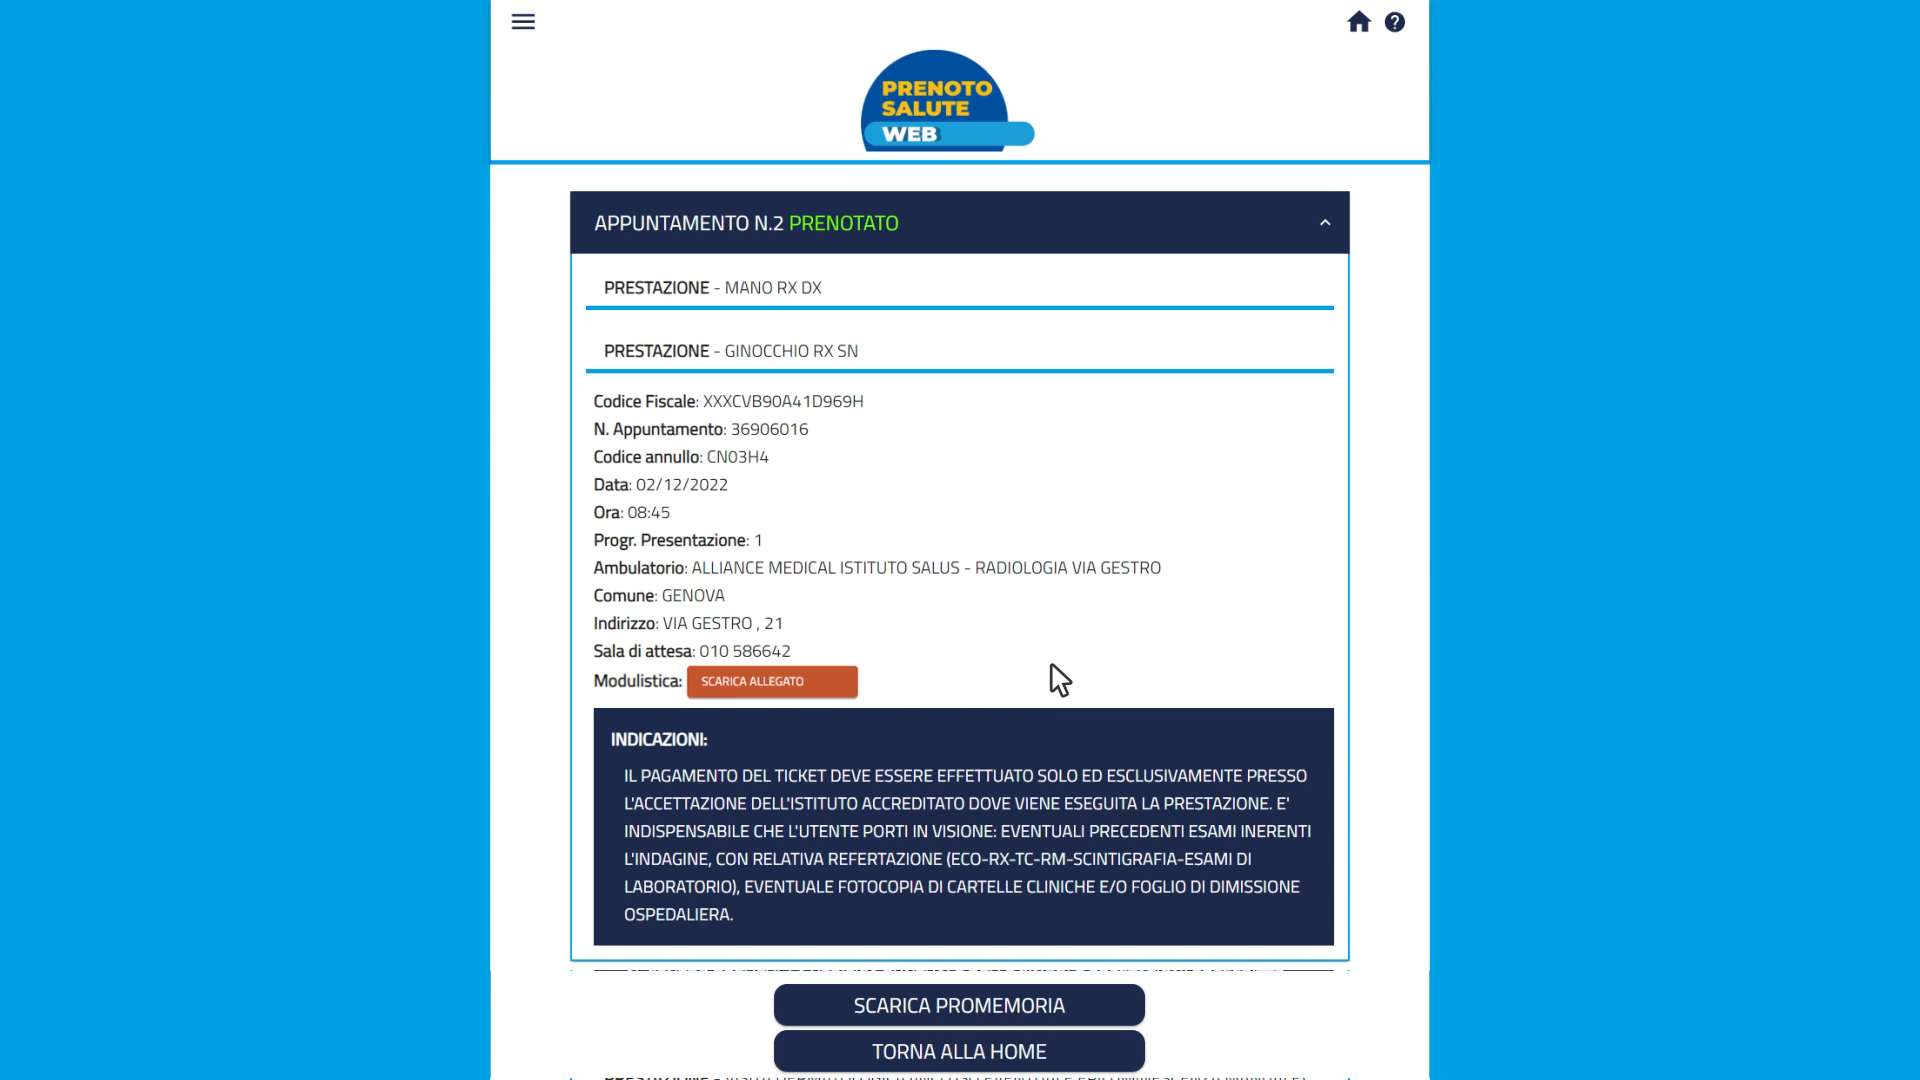 PRENOTO
SALUTE
WEB
APPUNTAMENTO N.2 PRENOTATO
PRESTAZIONE - MANO RX DX
PRESTAZIONE - GINOCCHIO RX SN
Codice Fiscale: XXXCVB90A41D969H
N. Appuntamento: 36906016
Codice annullo: CN03H4
Data: 02/12/2022
Ora: 08:45
Progr. Presentazione: 1
Ambulatorio: ALLIANCE MEDICAL ISTITUTO SALUS - RADIOLOGIA VIA GESTRO
Comune: GENOVA
Indirizzo: VIA GESTRO , 21
Sala di attesa: 010 586642
Modulistica: SCARICA ALLEGATO
INDICAZIONI:
IL PAGAMENTO DEL TICKET DEVE ESSERE EFFETTUATO SOLO ED ESCLUSIVAMENTE PRESSO
L'ACCETTAZIONE DELL'ISTITUTO ACCREDITATO DOVE VIENE ESEGUITA LA PRESTAZIONE. E'
INDISPENSABILE CHE L'UTENTE PORTI IN VISIONE: EVENTUALI PRECEDENTI ESAMI INERENTI
L'INDAGINE, CON RELATIVA REFERTAZIONE (ECO-RX-TC-RM-SCINTIGRAFIA-ESAMI DI
LABORATORIO), EVENTUALE FOTOCOPIA DI CARTELLE CLINICHE E/O FOGLIO DI DIMISSIONE
OSPEDALIERA.
SCARICA PROMEMORIA
TORNA ALLA HOME